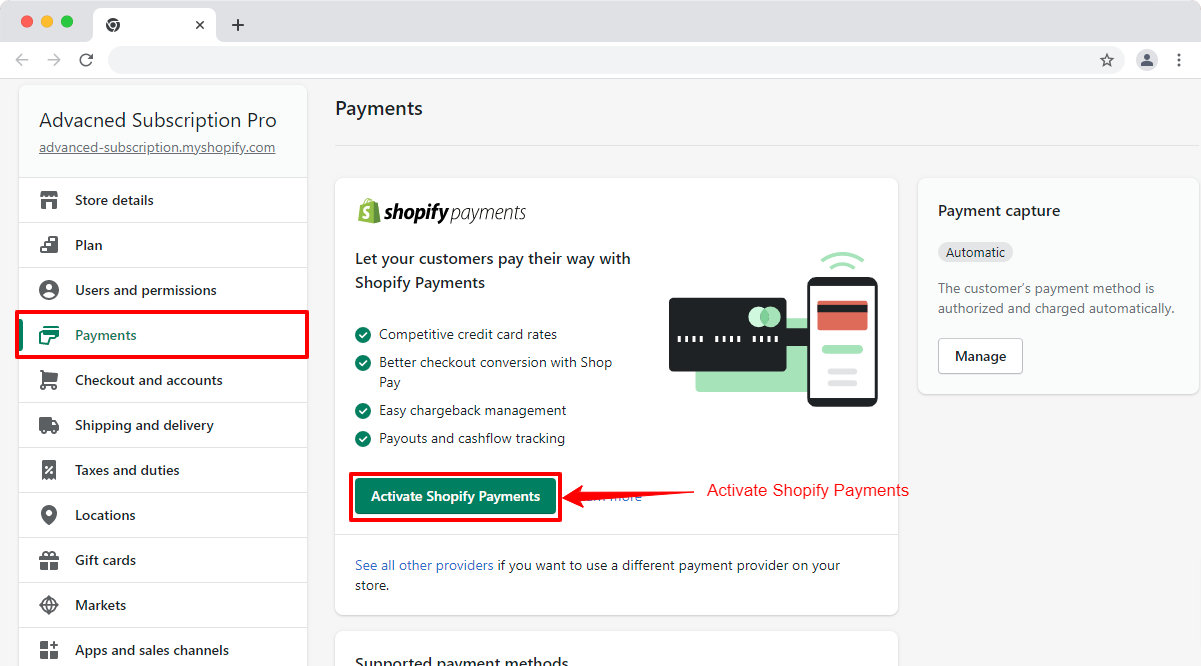 Advacned Subscription Pro
advanced-subscription.myshopify.com
Store details
Plan
Users and permissions
Payments
Checkout and accounts
Shipping and delivery
Taxes and duties
Locations
Gift cards
Markets
Apps and sales channels
Payments
shopify payments
Let your customers pay their way with
Shopify Payments
Competitive credit card rates
Better checkout conversion with Shop
Pay
Easy chargeback management
Payouts and cashflow tracking
Activate Shopify Payments
more
Activate Shopify Payments
See all other providers if you want to use a different payment provider on your
store.
Supported payment methods
Payment capture
Automatic
The customer's payment method is
authorized and charged automatically.
Manage